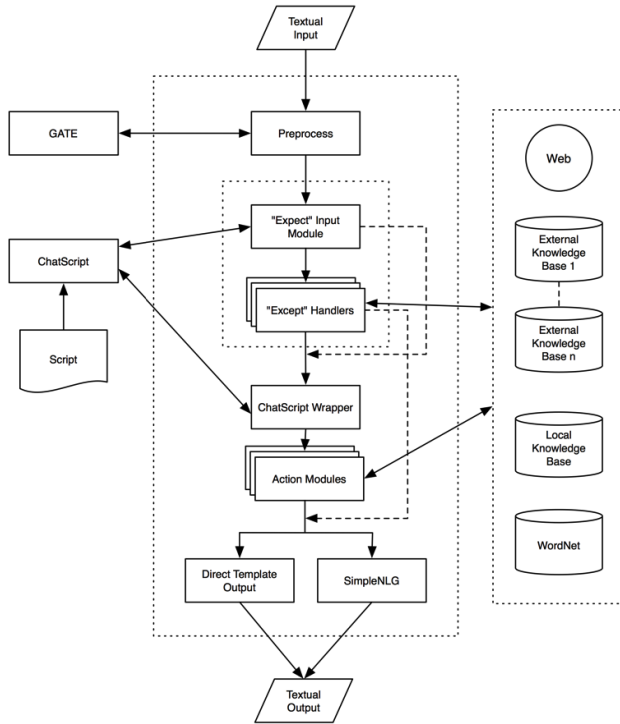 Textual
Input
GATE
Preprocess
Web
"Expect" Input
Module
External
Knowledge
Base 1
ChatScript
"Except" Handlers
External
Knowledge
Base n
Script
ChatScript Wrapper
Local
Knowledge
Base
Action Modules
WordNet
Direct Template
Output
SimpleNLG
Textual
Output